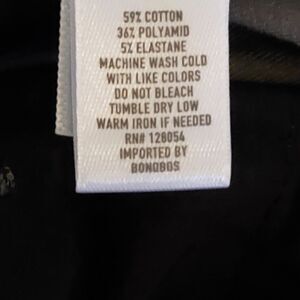 59% COTTON
36% POLYAMID
5% ELASTANE
MACHINE WASH COLD
WITH LIKE COLORS
DO NOT BLEACH
TUMBLE DRY LOW
WARM IRON IF NEEDED
RN# 128054
IMPORTED BY
BONOBOS